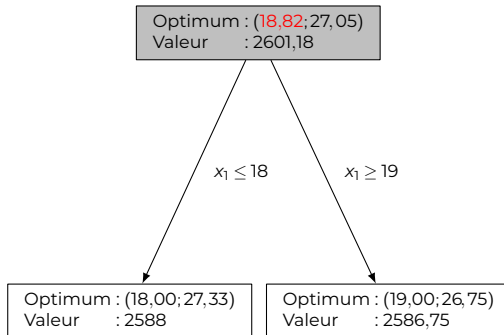 Optimum : (18,82;27,05)
Valeur : 2601,18
x₁ ≤ 18
x₁ ≥ 19
Optimum : (18,00;27,33)
Valeur : 2588
Optimum : (19,00;26,75)
Valeur : 2586,75